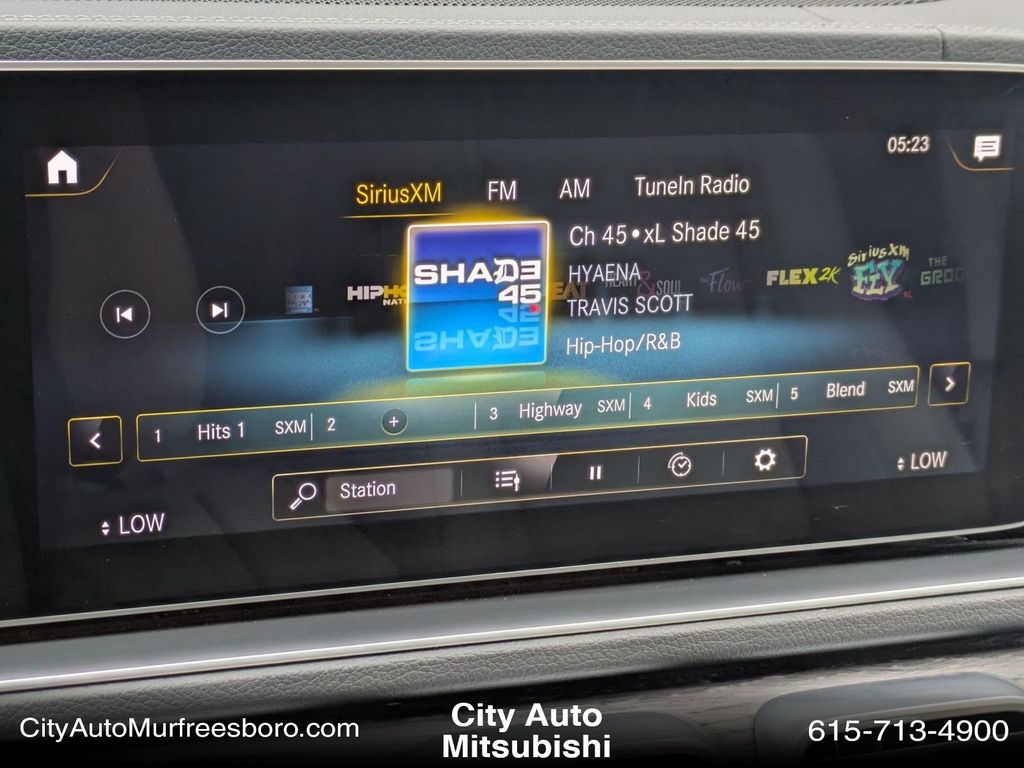 05:23
SiriusXM FM AM TuneIn Radio
Ch 45 • xL Shade 45
SHADE
45
HYAENA
TRAVIS SCOTT
Hip-Hop/R&B
FLEX2K
SiriusXM
FLY
THE
1 Hits 1 SXM 2 + 3 Highway SXM 4 Kids SXM 5 Blend SXM
Station
LOW
LOW
CityAutoMurfreesboro.com
City Auto
Mitsubishi
615-713-4900